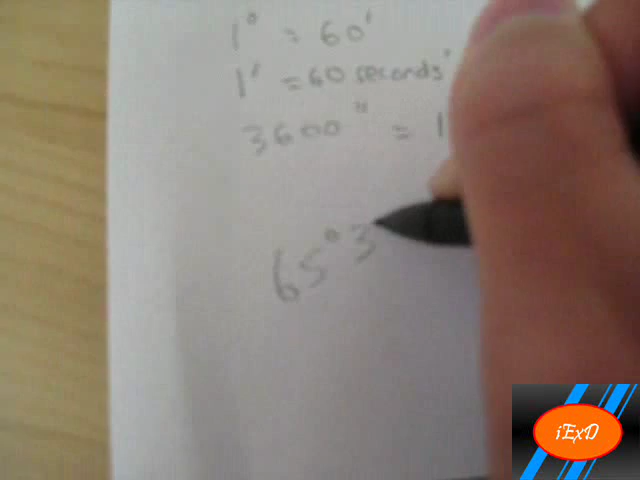 1° = 60'
1' = 60 seconds'
3600" = 1
65° 3
iExD